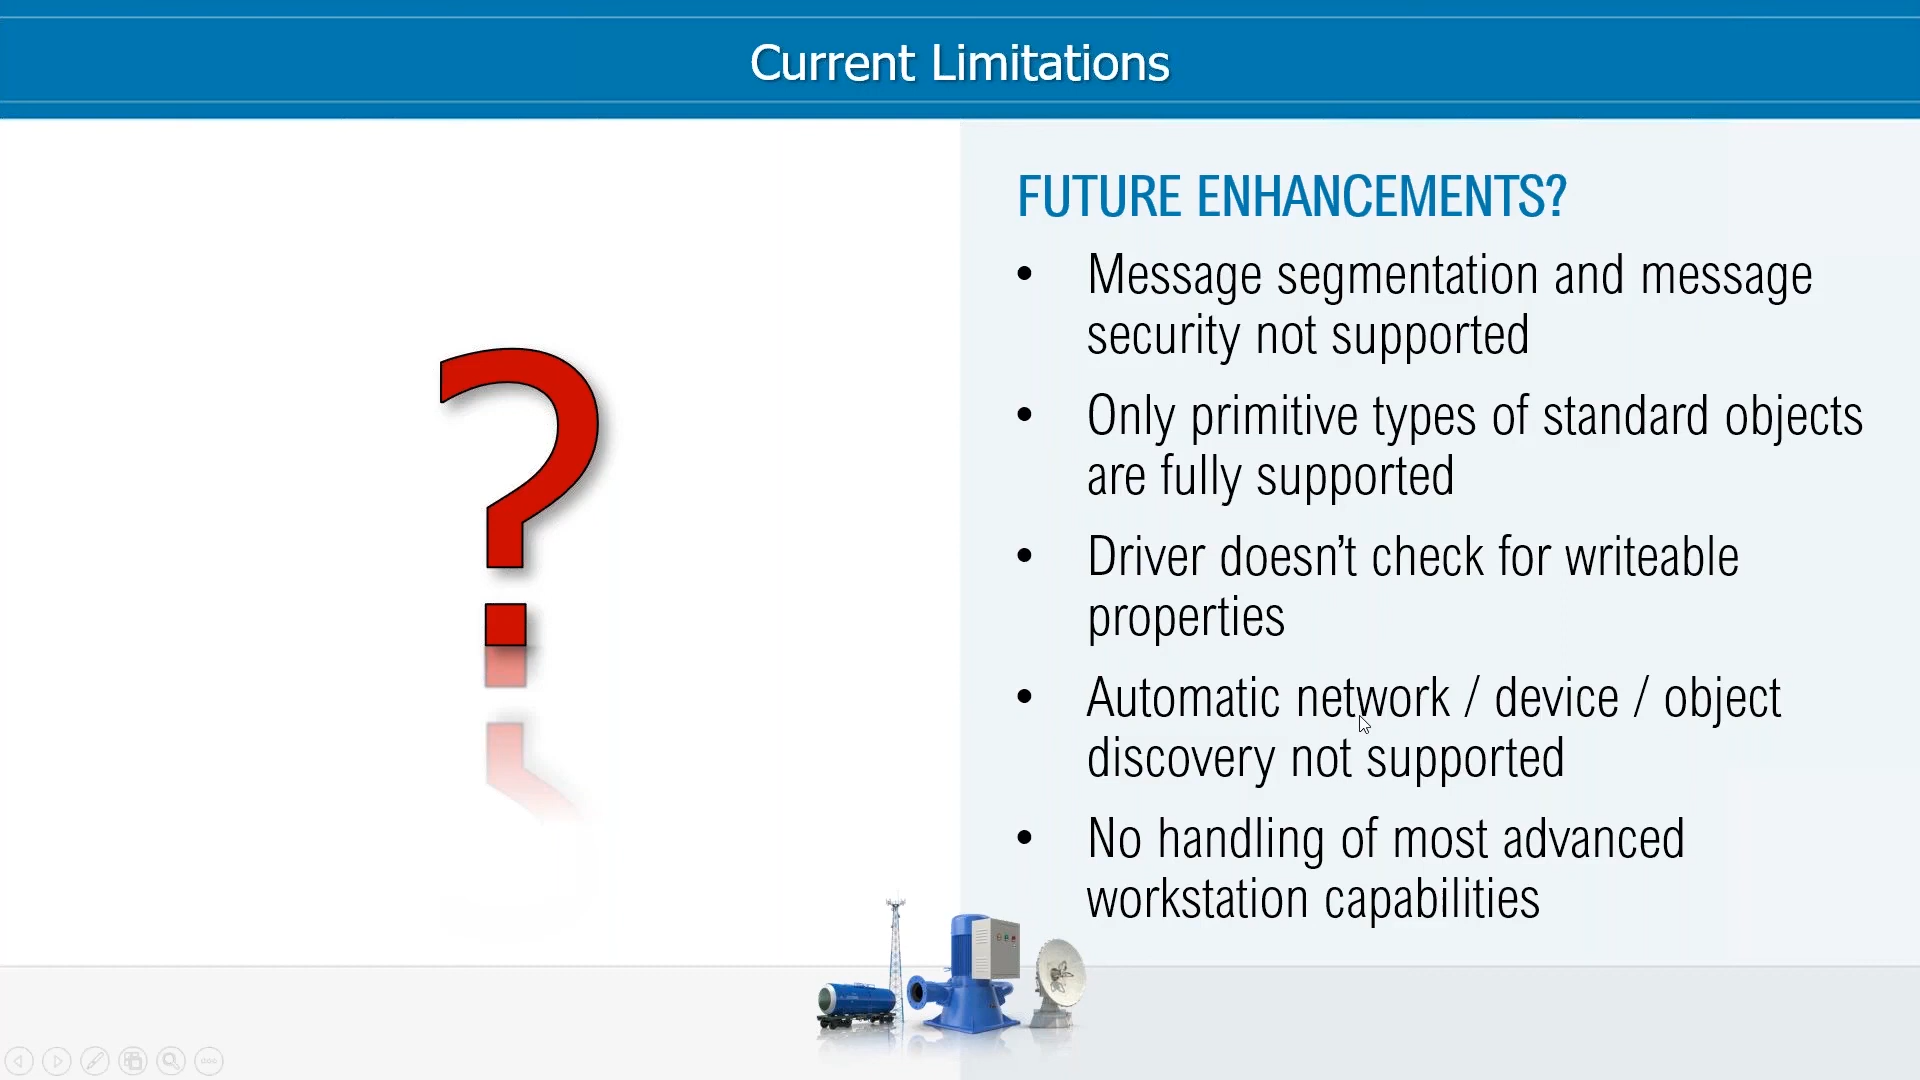 Current Limitations
FUTURE ENHANCEMENTS?
• Message segmentation and message
security not supported
• Only primitive types of standard objects
are fully supported
• Driver doesn't check for writeable
properties
• Automatic network / device / object
discovery not supported
• No handling of most advanced
workstation capabilities
?